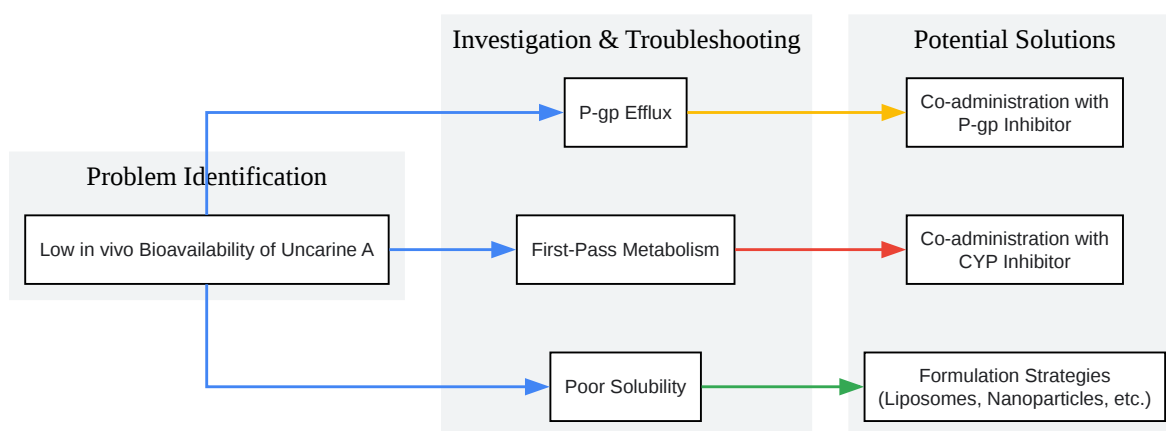 Investigation & Troubleshooting
Potential Solutions
P-gp Efflux
Co-administration with
P-gp Inhibitor
Problem Identification
Low in vivo Bioavailability of Uncarine A
First-Pass Metabolism
Co-administration with
CYP Inhibitor
Poor Solubility
Formulation Strategies
(Liposomes, Nanoparticles, etc.)